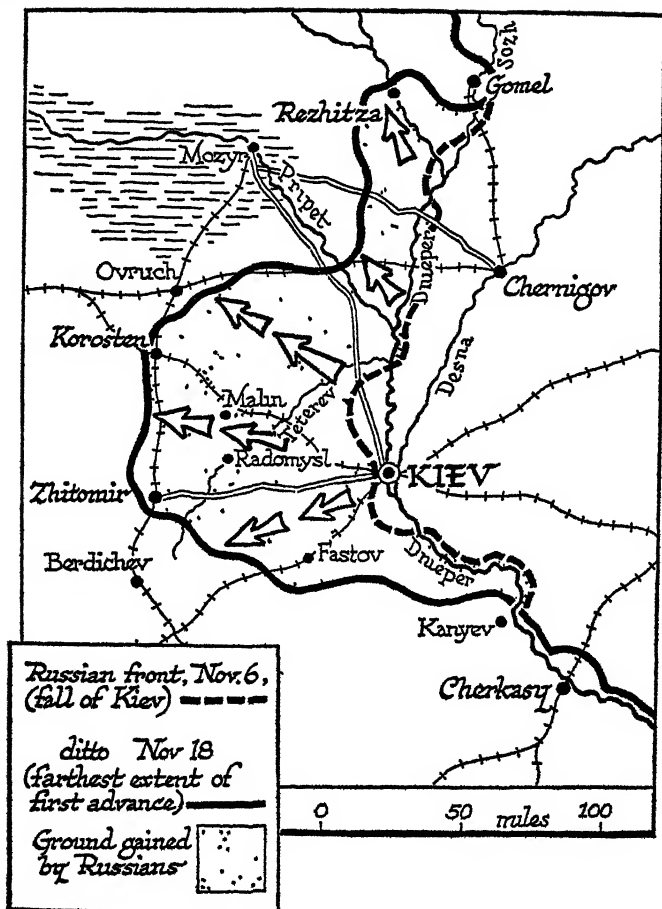 Sozh
Gomel
Rezhitza
Mozyr
Pripet
Dnieper
Ovruch
Chernigov
Korosten
Desna
Malin
Teterev
Radomysl
KIEV
Zhitomir
Berdichev
Fastov
Dnieper
Kanyev
Cherkasy
Russian front, Nov. 6,
(fall of Kiev)
ditto Nov 18
(farthest extent of
first advance)
Ground gained
by Russians
0 50 miles 100